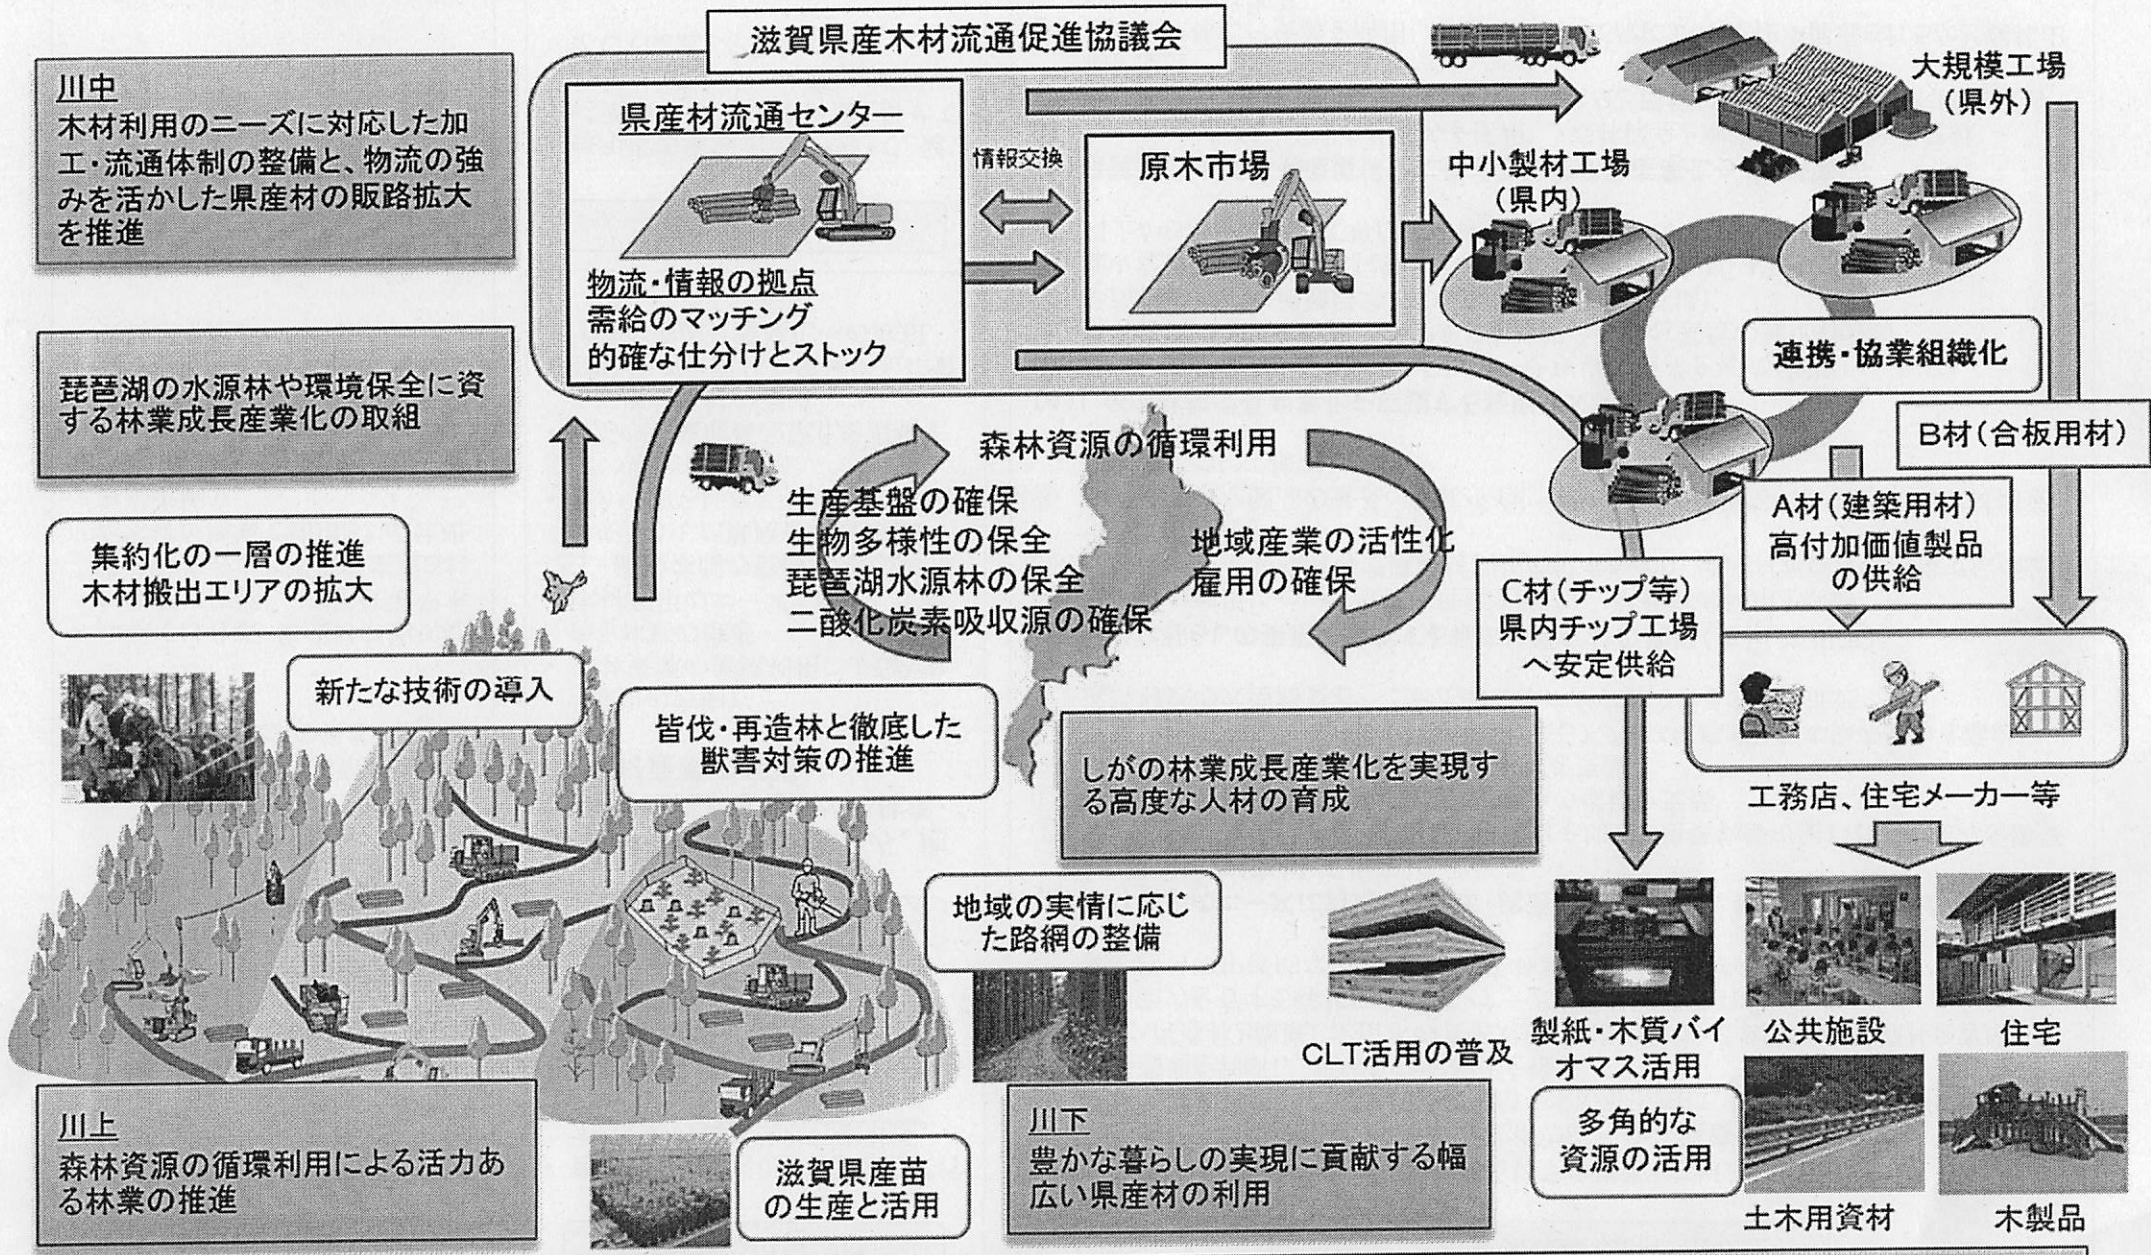 滋賀県産木材流通促進協議会
川中
木材利用のニーズに対応した加
工・流通体制の整備と、物流の強
みを活かした県産材の販路拡大
を推進
県産材流通センター
物流・情報の拠点
需給のマッチング
的確な仕分けとストック
情報交換
原木市場
大規模工場
（県外）
中小製材工場
（県内）
連携・協業組織化
B材（合板用材）
A材（建築用材）
高付加価値製品
の供給
C材（チップ等）
県内チップ工場
へ安定供給
琵琶湖の水源林や環境保全に資
する林業成長産業化の取組
森林資源の循環利用
生産基盤の確保
生物多様性の保全
琵琶湖水源林の保全
二酸化炭素吸収源の確保
地域産業の活性化
雇用の確保
集約化の一層の推進
木材搬出エリアの拡大
新たな技術の導入
皆伐・再造林と徹底した
獣害対策の推進
しがの林業成長産業化を実現す
る高度な人材の育成
工務店、住宅メーカー等
地域の実情に応じ
た路網の整備
CLT活用の普及
製紙・木質バイ
オマス活用
公共施設
住宅
川上
森林資源の循環利用による活力あ
る林業の推進
滋賀県産苗
の生産と活用
川下
豊かな暮らしの実現に貢献する幅
広い県産材の利用
多角的な
資源の活用
土木用資材
木製品